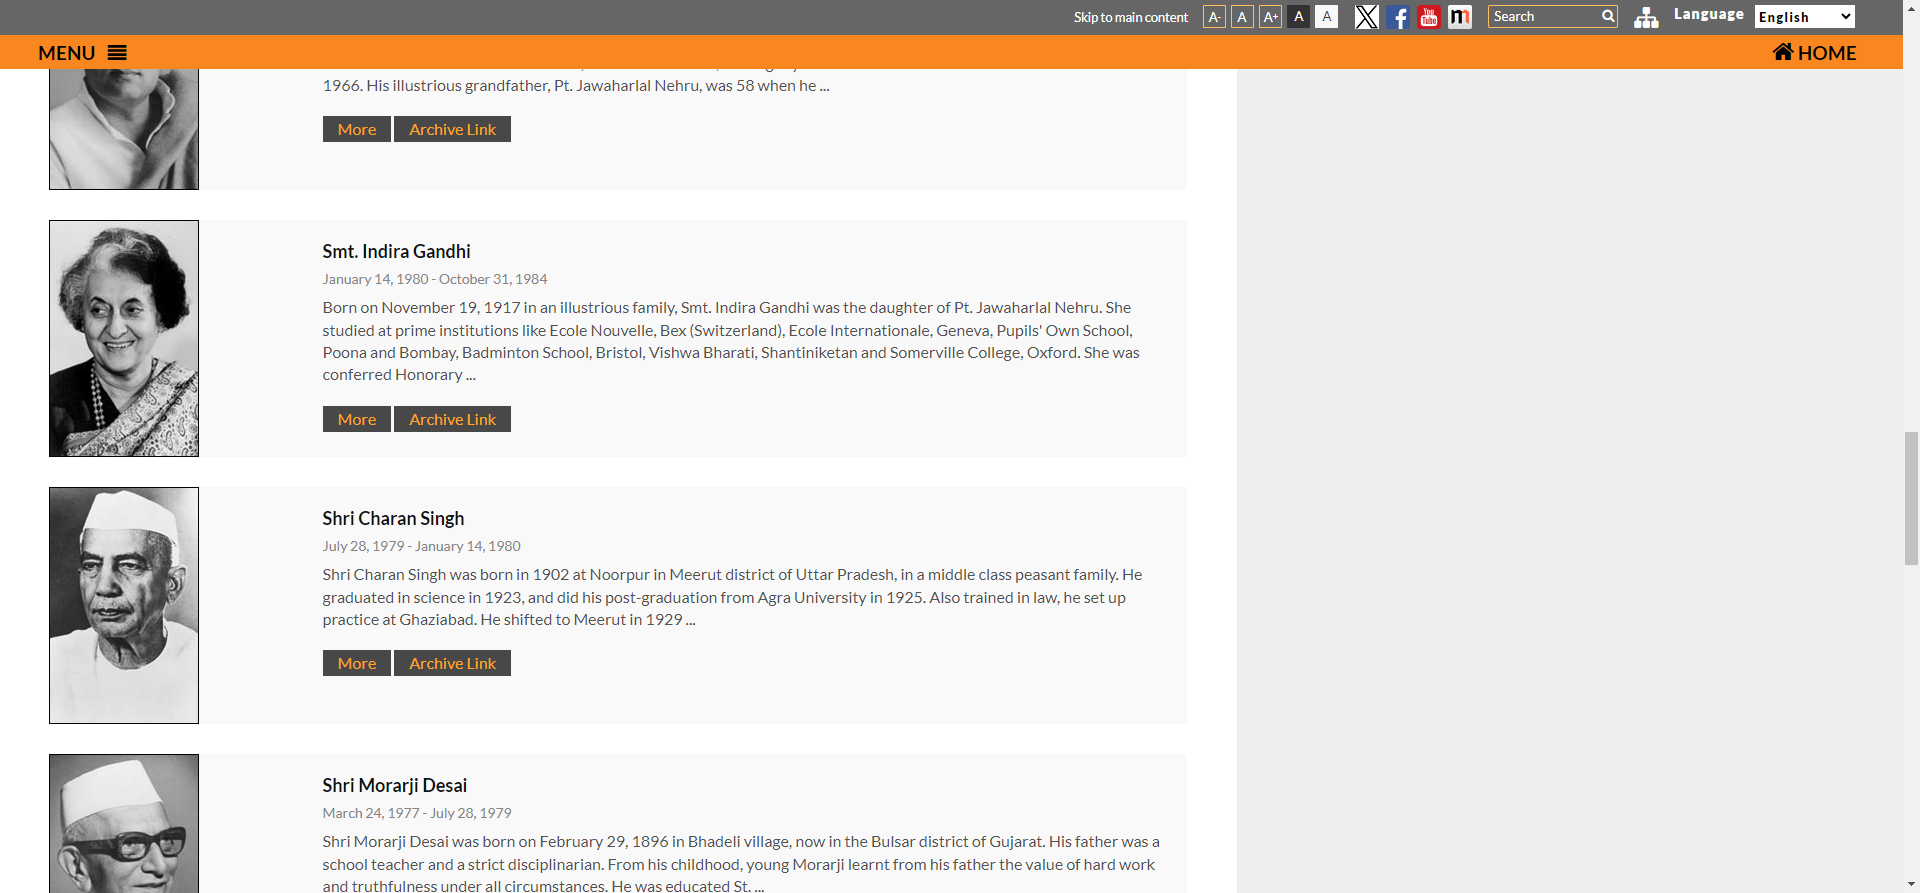 Skip to main content A- A A+ A A You Tube m Search Language English
MENU HOME
1966. His illustrious grandfather, Pt. Jawaharlal Nehru, was 58 when he ...
More Archive Link
Smt. Indira Gandhi
January 14, 1980 - October 31, 1984
Born on November 19, 1917 in an illustrious family, Smt. Indira Gandhi was the daughter of Pt. Jawaharlal Nehru. She
studied at prime institutions like Ecole Nouvelle, Bex (Switzerland), Ecole Internationale, Geneva, Pupils' Own School,
Poona and Bombay, Badminton School, Bristol, Vishwa Bharati, Shantiniketan and Somerville College, Oxford. She was
conferred Honorary ...
More Archive Link
Shri Charan Singh
July 28, 1979 - January 14, 1980
Shri Charan Singh was born in 1902 at Noorpur in Meerut district of Uttar Pradesh, in a middle class peasant family. He
graduated in science in 1923, and did his post-graduation from Agra University in 1925. Also trained in law, he set up
practice at Ghaziabad. He shifted to Meerut in 1929 ...
More Archive Link
Shri Morarji Desai
March 24, 1977 - July 28, 1979
Shri Morarji Desai was born on February 29, 1896 in Bhadeli village, now in the Bulsar district of Gujarat. His father was a
school teacher and a strict disciplinarian. From his childhood, young Morarji learnt from his father the value of hard work
and truthfulness under all circumstances. He was educated St. ...